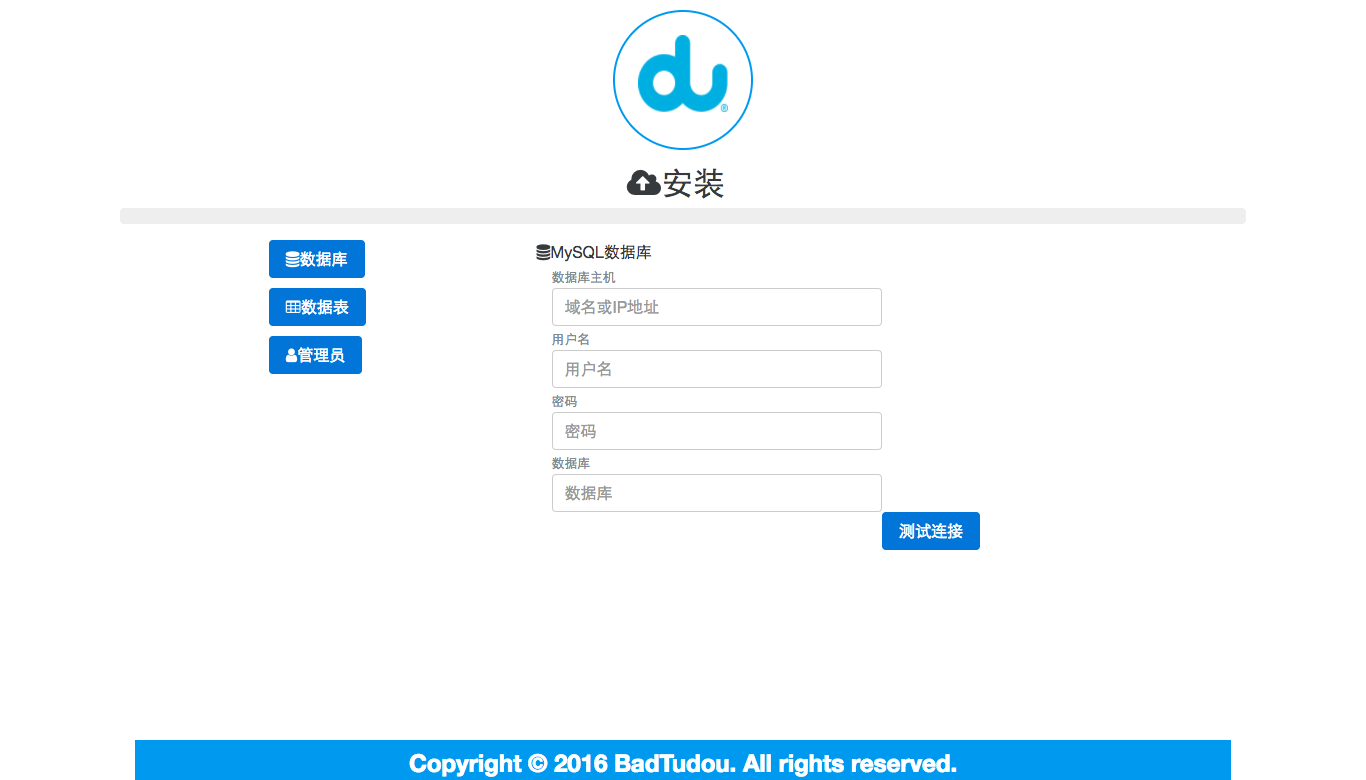 du®
安装
数据库
数据表
管理员
MySQL数据库
数据库主机
域名或IP地址
用户名
用户名
密码
密码
数据库
数据库
测试连接
Copyright © 2016 BadTudou. All rights reserved.